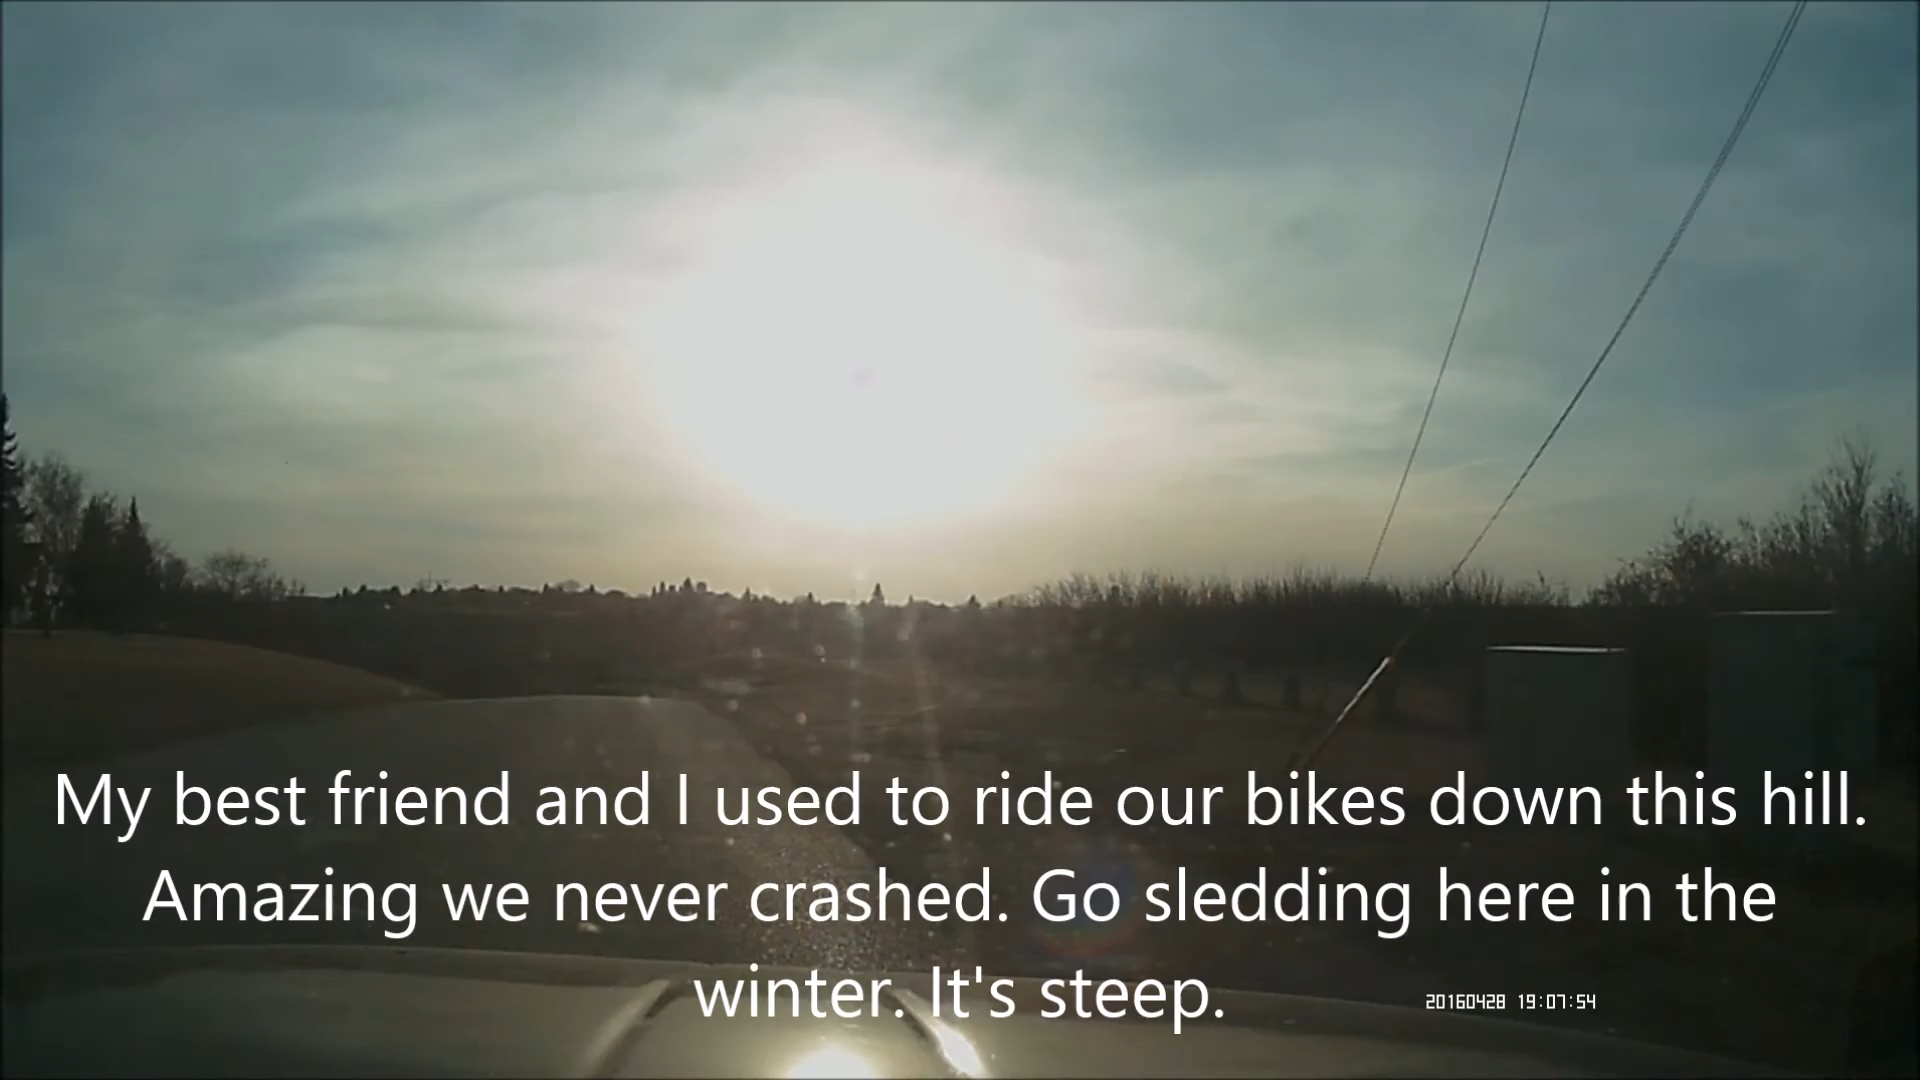 My best friend and I used to ride our bikes down this hill.
Amazing we never crashed. Go sledding here in the
winter. It's steep.
20160428 19:07:54